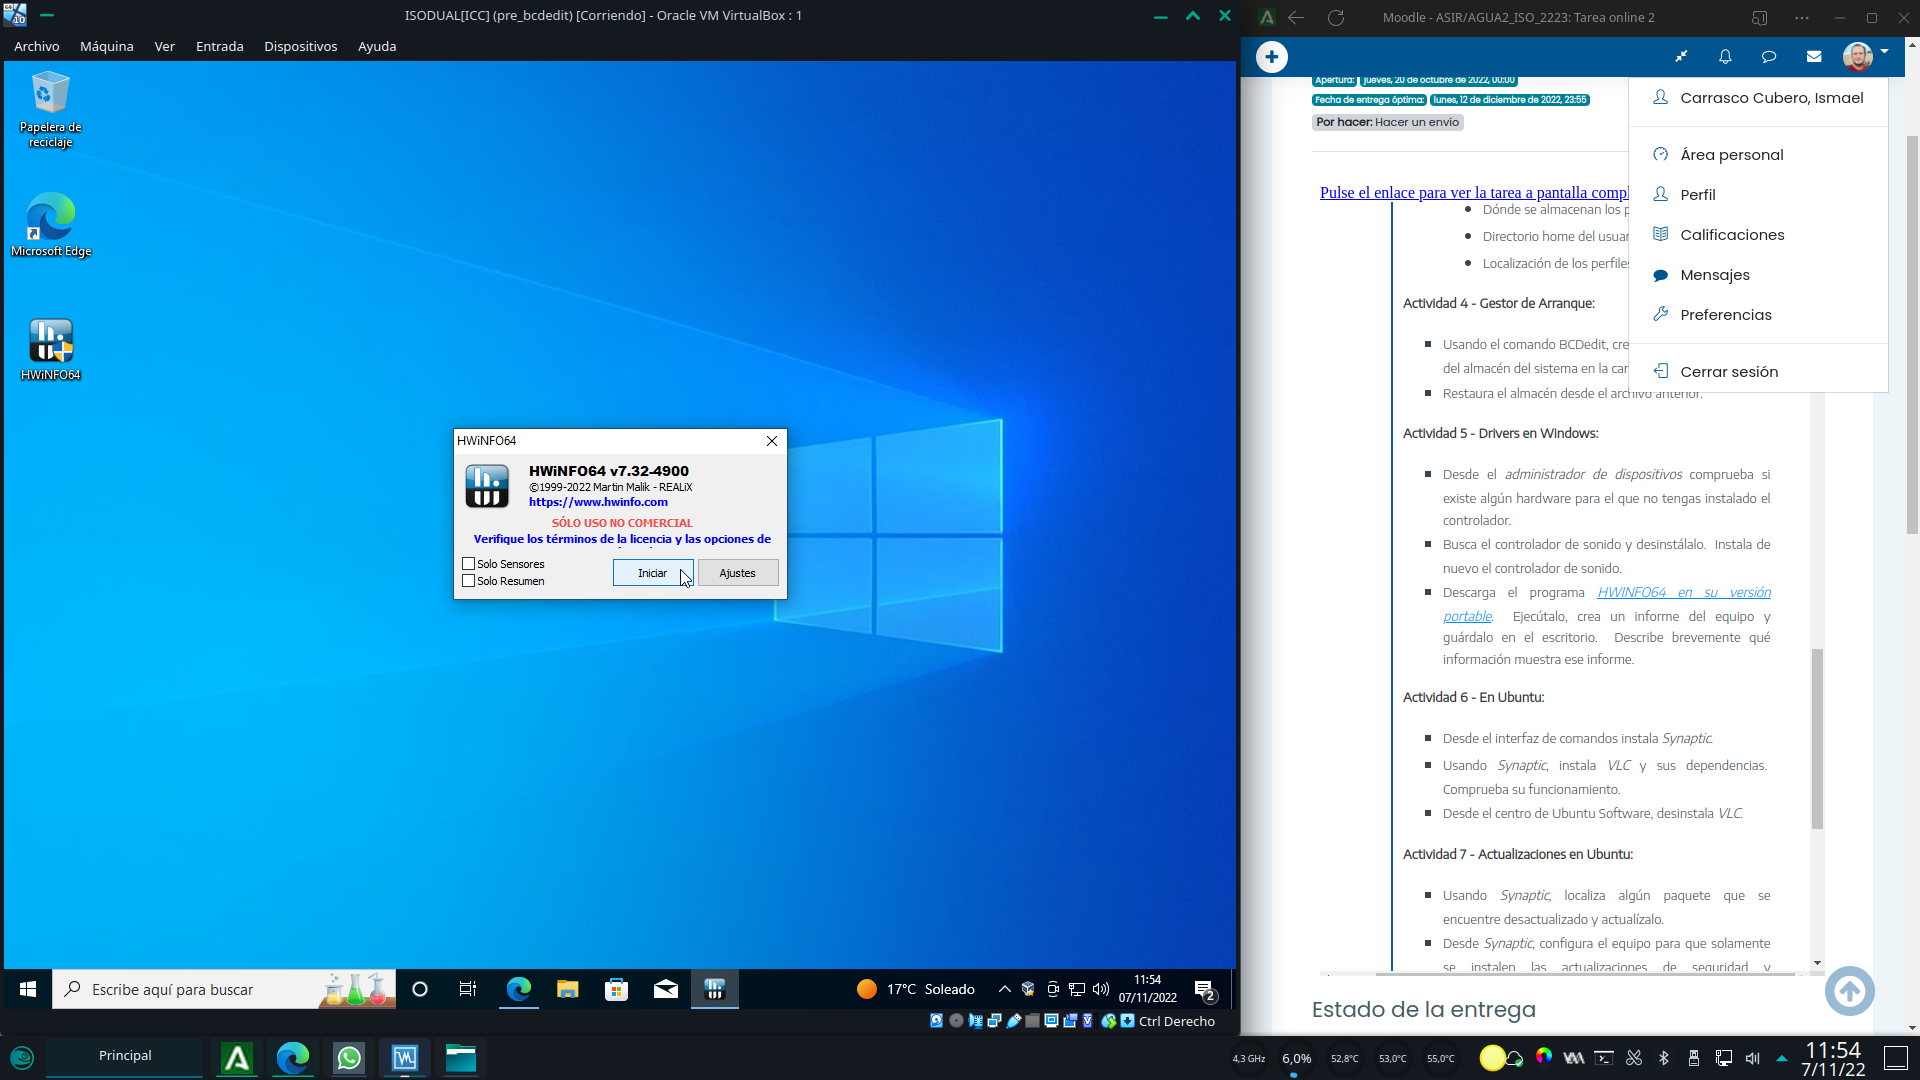 ISODUAL[ICC] (pre_bcdedit) [Corriendo] - Oracle VM VirtualBox : 1
Archivo Máquina Ver Entrada Dispositivos Ayuda
Papelera de
reciclaje
Microsoft Edge
HWiNFO64
HWiNFO64
HWiNFO64 v7.32-4900
©1999-2022 Martin Malik - REALiX
https://www.hwinfo.com
SÓLO USO NO COMERCIAL
Verifique los términos de la licencia y las opciones de
Solo Sensores
Solo Resumen
Iniciar
Ajustes
Escribe aquí para buscar
17°C Soleado
11:54
07/11/2022
2
Ctrl Derecho
Moodle - ASIR/AGUA2_ISO_2223: Tarea online 2
Apertura: jueves, 20 de octubre de 2022, 00:00
Fecha de entrega óptima: lunes, 12 de diciembre de 2022, 23:55
Por hacer: Hacer un envío
Pulse el enlace para ver la tarea a pantalla compl
Carrasco Cubero, Ismael
Área personal
Perfil
Calificaciones
Mensajes
Preferencias
Cerrar sesión
Dónde se almacenan los p
Directorio home del usuar
Localización de los perfiles
Actividad 4 - Gestor de Arranque:
Usando el comando BCDedit, cre
del almacén del sistema en la car
Restaura el almacén desde el archivo anterior.
Actividad 5 - Drivers en Windows:
Desde el administrador de dispositivos comprueba si
existe algún hardware para el que no tengas instalado el
controlador.
Busca el controlador de sonido y desinstálalo. Instala de
nuevo el controlador de sonido.
Descarga el programa HWINFO64 en su versión
portable. Ejecútalo, crea un informe del equipo y
guárdalo en el escritorio. Describe brevemente qué
información muestra ese informe.
Actividad 6 - En Ubuntu:
Desde el interfaz de comandos instala Synaptic.
Usando Synaptic, instala VLC y sus dependencias.
Comprueba su funcionamiento.
Desde el centro de Ubuntu Software, desinstala VLC.
Actividad 7 - Actualizaciones en Ubuntu:
Usando Synaptic, localiza algún paquete que se
encuentre desactualizado y actualízalo.
Desde Synaptic, configura el equipo para que solamente
se instalen las actualizaciones de seguridad y
Estado de la entrega
Principal
4,3 GHz
6,0%
52,8°C
53,0°C
55,0°C
11:54
7/11/22